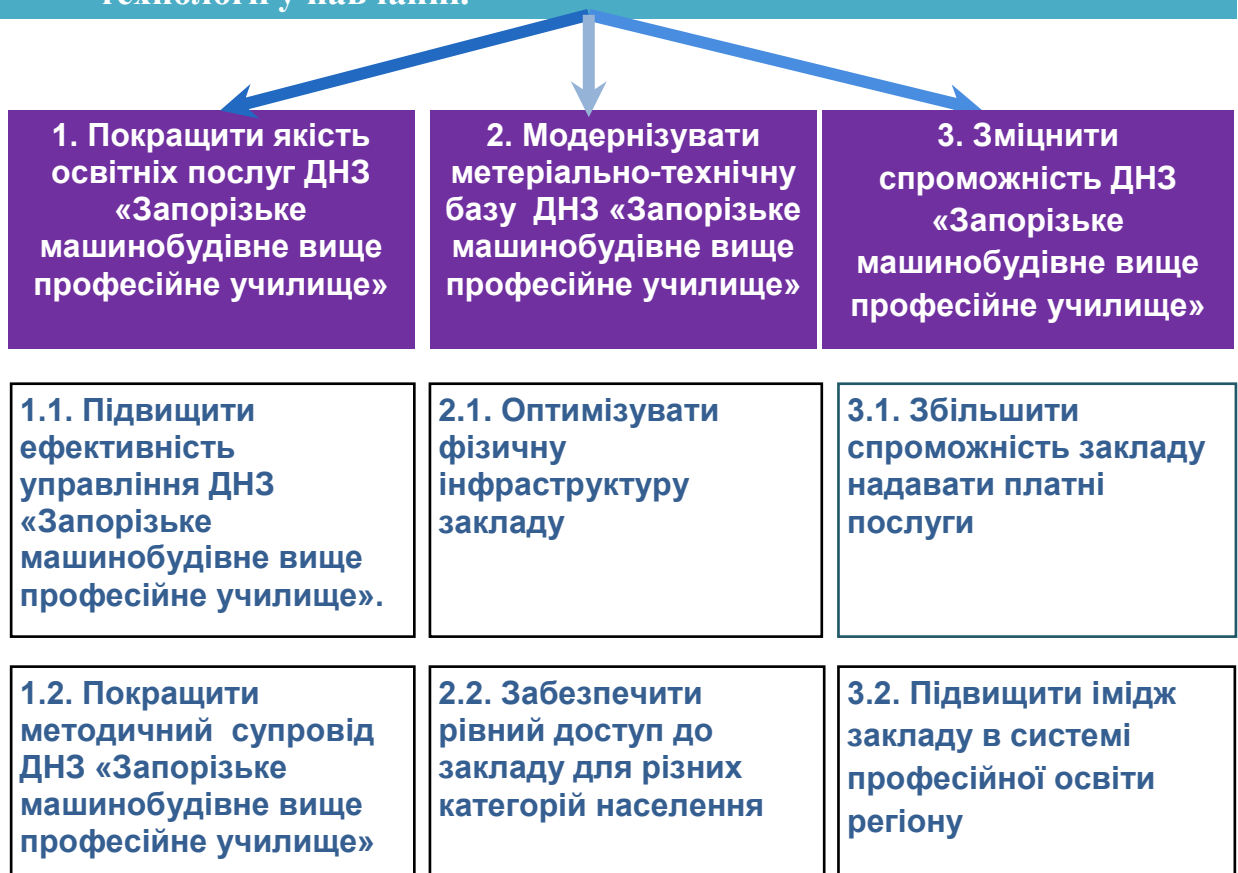 технології у навчанні.
1. Покращити якість
освітніх послуг ДНЗ
«Запорізьке
машинобудівне вище
професійне училище»
2. Модернізувати
метеріально-технічну
базу ДНЗ «Запорізьке
машинобудівне вище
професійне училище»
3. Зміцнити
спроможність ДНЗ
«Запорізьке
машинобудівне вище
професійне училище»
1.1. Підвищити
ефективність
управління ДНЗ
«Запорізьке
машинобудівне вище
професійне училище».
2.1. Оптимізувати
фізичну
інфраструктуру
закладу
3.1. Збільшити
спроможність закладу
надавати платні
послуги
1.2. Покращити
методичний супровід
ДНЗ «Запорізьке
машинобудівне вище
професійне училище»
2.2. Забезпечити
рівний доступ до
закладу для різних
категорій населення
3.2. Підвищити імідж
закладу в системі
професійної освіти
регіону